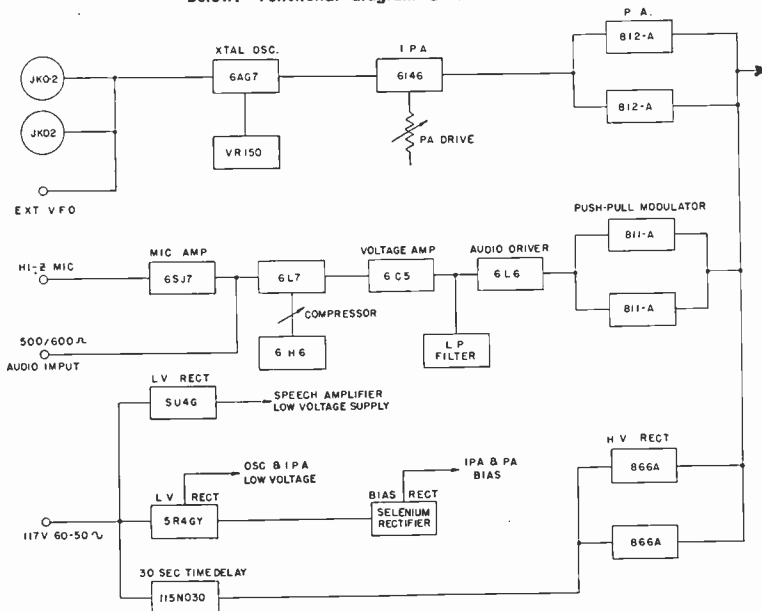 P A.
812-A
XTAL OSC.
I P A
JKO-2
6AG7
6146
812-A
JKO2
VR150
PA DRIVE
EXT VFO
PUSH-PULL MODULATOR
MIC AMP
VOLTAGE AMP
AUDIO DRIVER
811-A
HI-Z MIC
6SJ7
6L7
6C5
6L6
COMPRESSOR
811-A
500/600 Ω
AUDIO IMPUT
6H6
L P
FILTER
LV RECT
SPEECH AMPLIFIER
LOW VOLTAGE SUPPLY
5U4G
HV RECT
OSC & IPA
LOW VOLTAGE
IPA & PA
BIAS
866A
LV RECT
BIAS RECT
5R4GY
SELENIUM
RECTIFIER
117V 60-50 ∿
866A
30 SEC TIMEDELAY
115N030